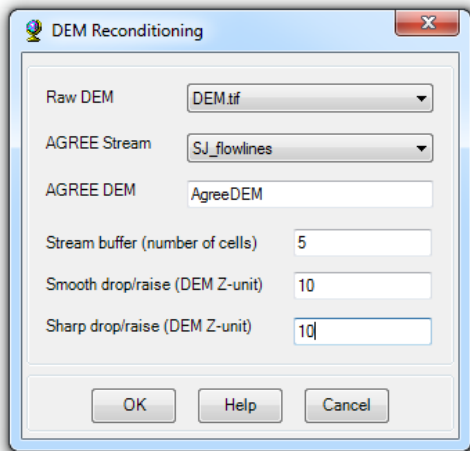 DEM Reconditioning
Raw DEM DEM.tif
AGREE Stream SJ_flowlines
AGREE DEM AgreeDEM
Stream buffer (number of cells) 5
Smooth drop/raise (DEM Z-unit) 10
Sharp drop/raise (DEM Z-unit) 10
OK Help Cancel